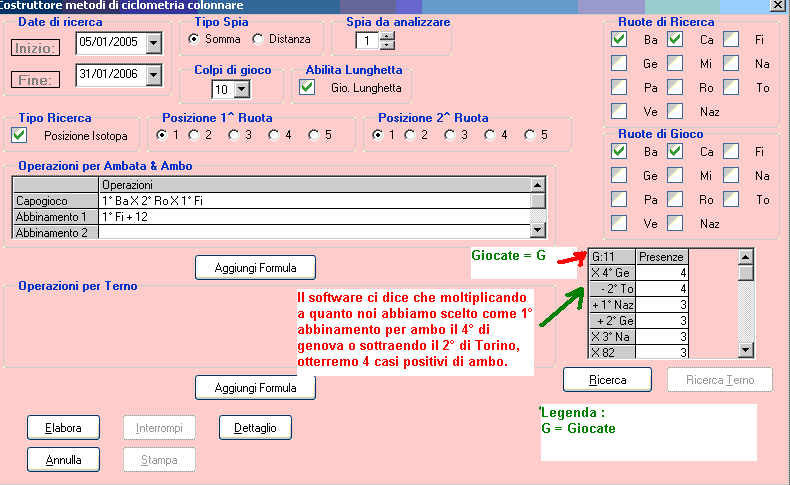 Costruttore metodi di ciclometria colonnare
Date di ricerca
Inizio: 05/01/2005
Fine: 31/01/2006
Tipo Spia
Somma Distanza
Spia da analizzare
1
Colpi di gioco
10
Abilita Lunghetta
Gio. Lunghetta
Ruote di Ricerca
Ba Ca Fi
Ge Mi Na
Pa Ro To
Ve Naz
Tipo Ricerca
Posizione Isotopa
Posizione 1^ Ruota
1 2 3 4 5
Posizione 2^ Ruota
1 2 3 4 5
Ruote di Gioco
Ba Ca Fi
Ge Mi Na
Pa Ro To
Ve Naz
Operazioni per Ambata & Ambo
Operazioni
Capogioco 1° Ba X 2° Ro X 1° Fi
Abbinamento 1 1° Fi + 12
Abbinamento 2
Aggiungi Formula
Giocate = G
G:11 Presenze
X 4° Ge 4
- 2° To 4
+ 1° Naz 3
+ 2° Ge 3
X 3° Na 3
X 82 3
Operazioni per Terno
Il software ci dice che moltiplicando
a quanto noi abbiamo scelto come 1°
abbinamento per ambo il 4° di
genova o sottraendo il 2° di Torino,
otterremo 4 casi positivi di ambo.
Aggiungi Formula
Ricerca Ricerca Terno
Elabora Interrompi Dettaglio
Annulla Stampa
Legenda :
G = Giocate